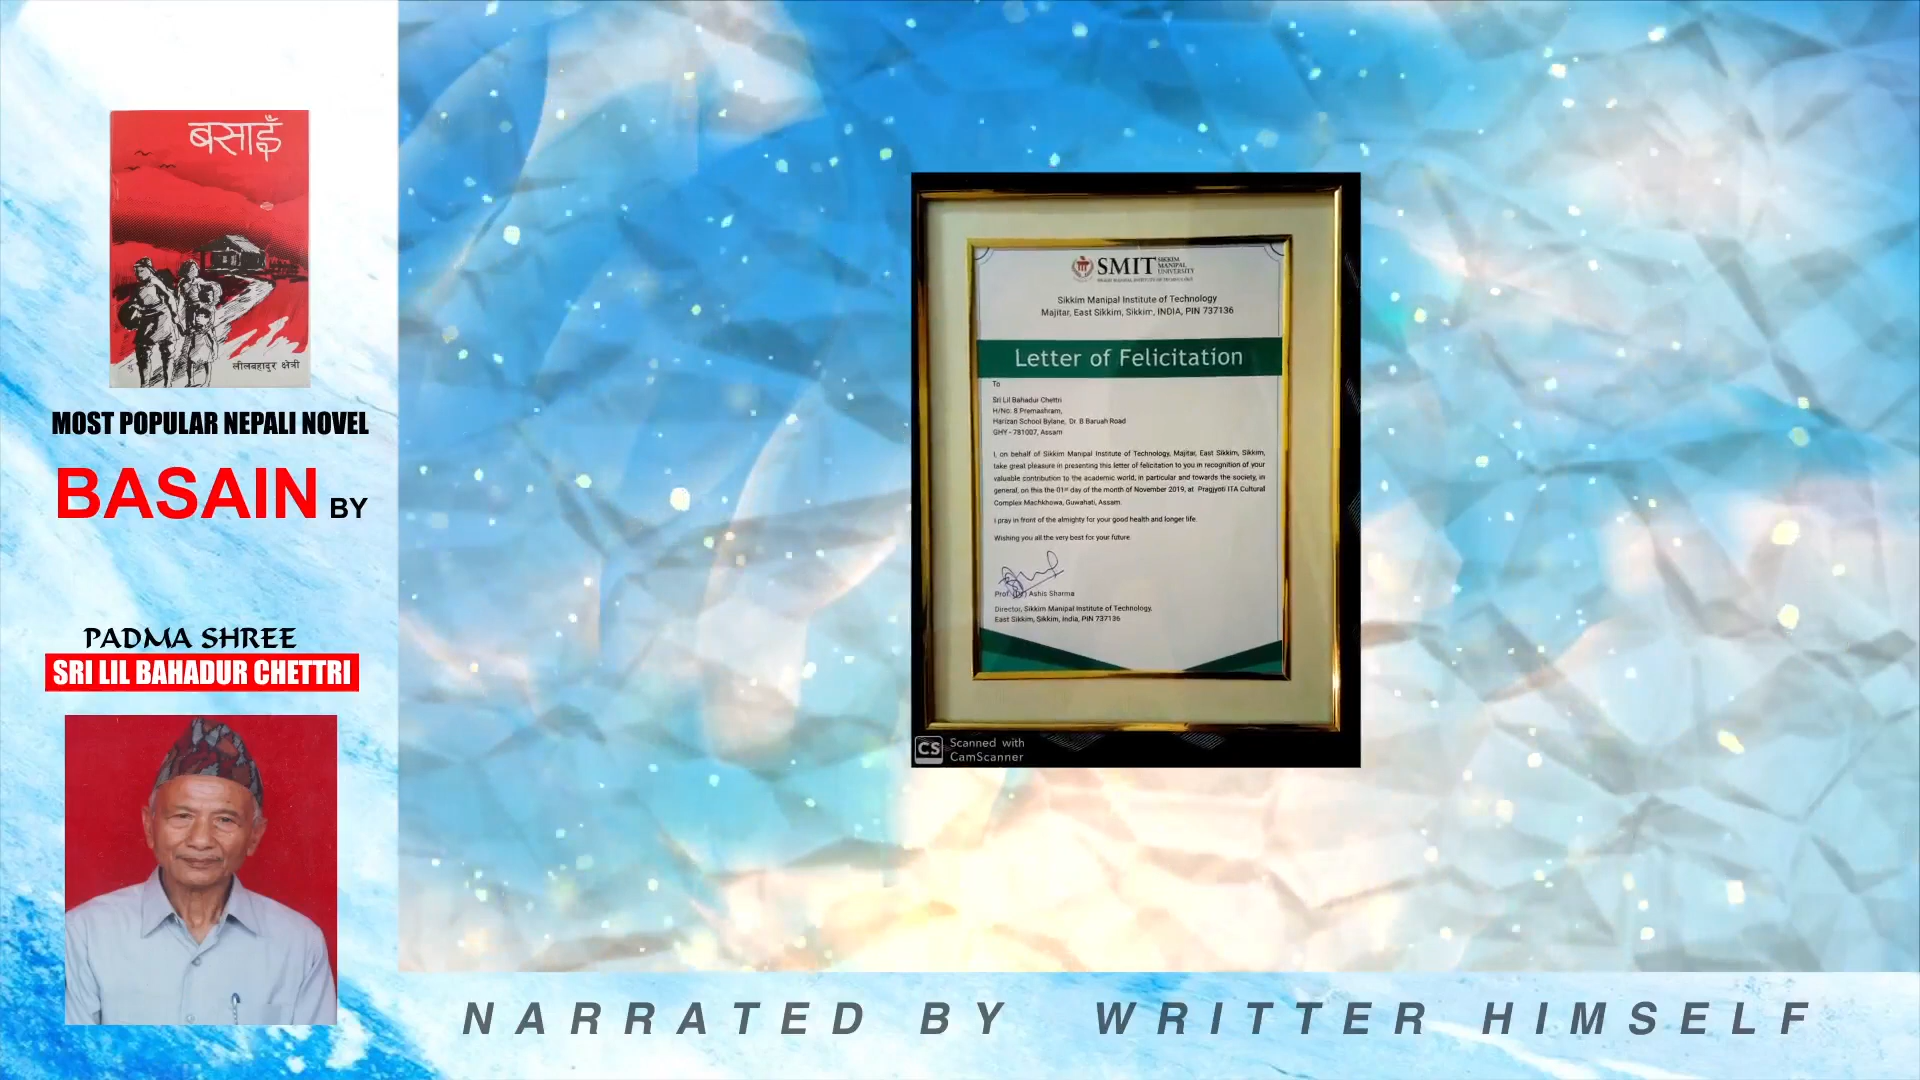 बसाइँ
लीलबहादुर क्षेत्री
MOST POPULAR NEPALI NOVEL
BASAIN BY
PADMA SHREE
SRI LIL BAHADUR CHETTRI
SMIT SIKKIM
MANIPAL
UNIVERSITY
Sikkim Manipal Institute of Technology
Majitar, East Sikkim, Sikkim, INDIA, PIN 737136
Letter of Felicitation
To
Sri Lil Bahadur Chettri
H/No. 8 Premashram,
Harizan School Bylane, Dr. B Baruah Road
GHY - 781007, Assam
I, on behalf of Sikkim Manipal Institute of Technology, Majitar, East Sikkim, Sikkim,
take great pleasure in presenting this letter of felicitation to you in recognition of your
valuable contribution to the academic world, in particular and towards the society, in
general, on this the 01st day of the month of November 2019, at Pragjyoti ITA Cultural
Complex Machkhowa, Guwahati, Assam.
I pray in front of the almighty for your good health and longer life.
Wishing you all the very best for your future.
Prof. (Dr) Ashis Sharma
Director, Sikkim Manipal Institute of Technology,
East Sikkim, Sikkim, India, PIN 737136
CS Scanned with
CamScanner
NARRATED BY WRITTER HIMSELF